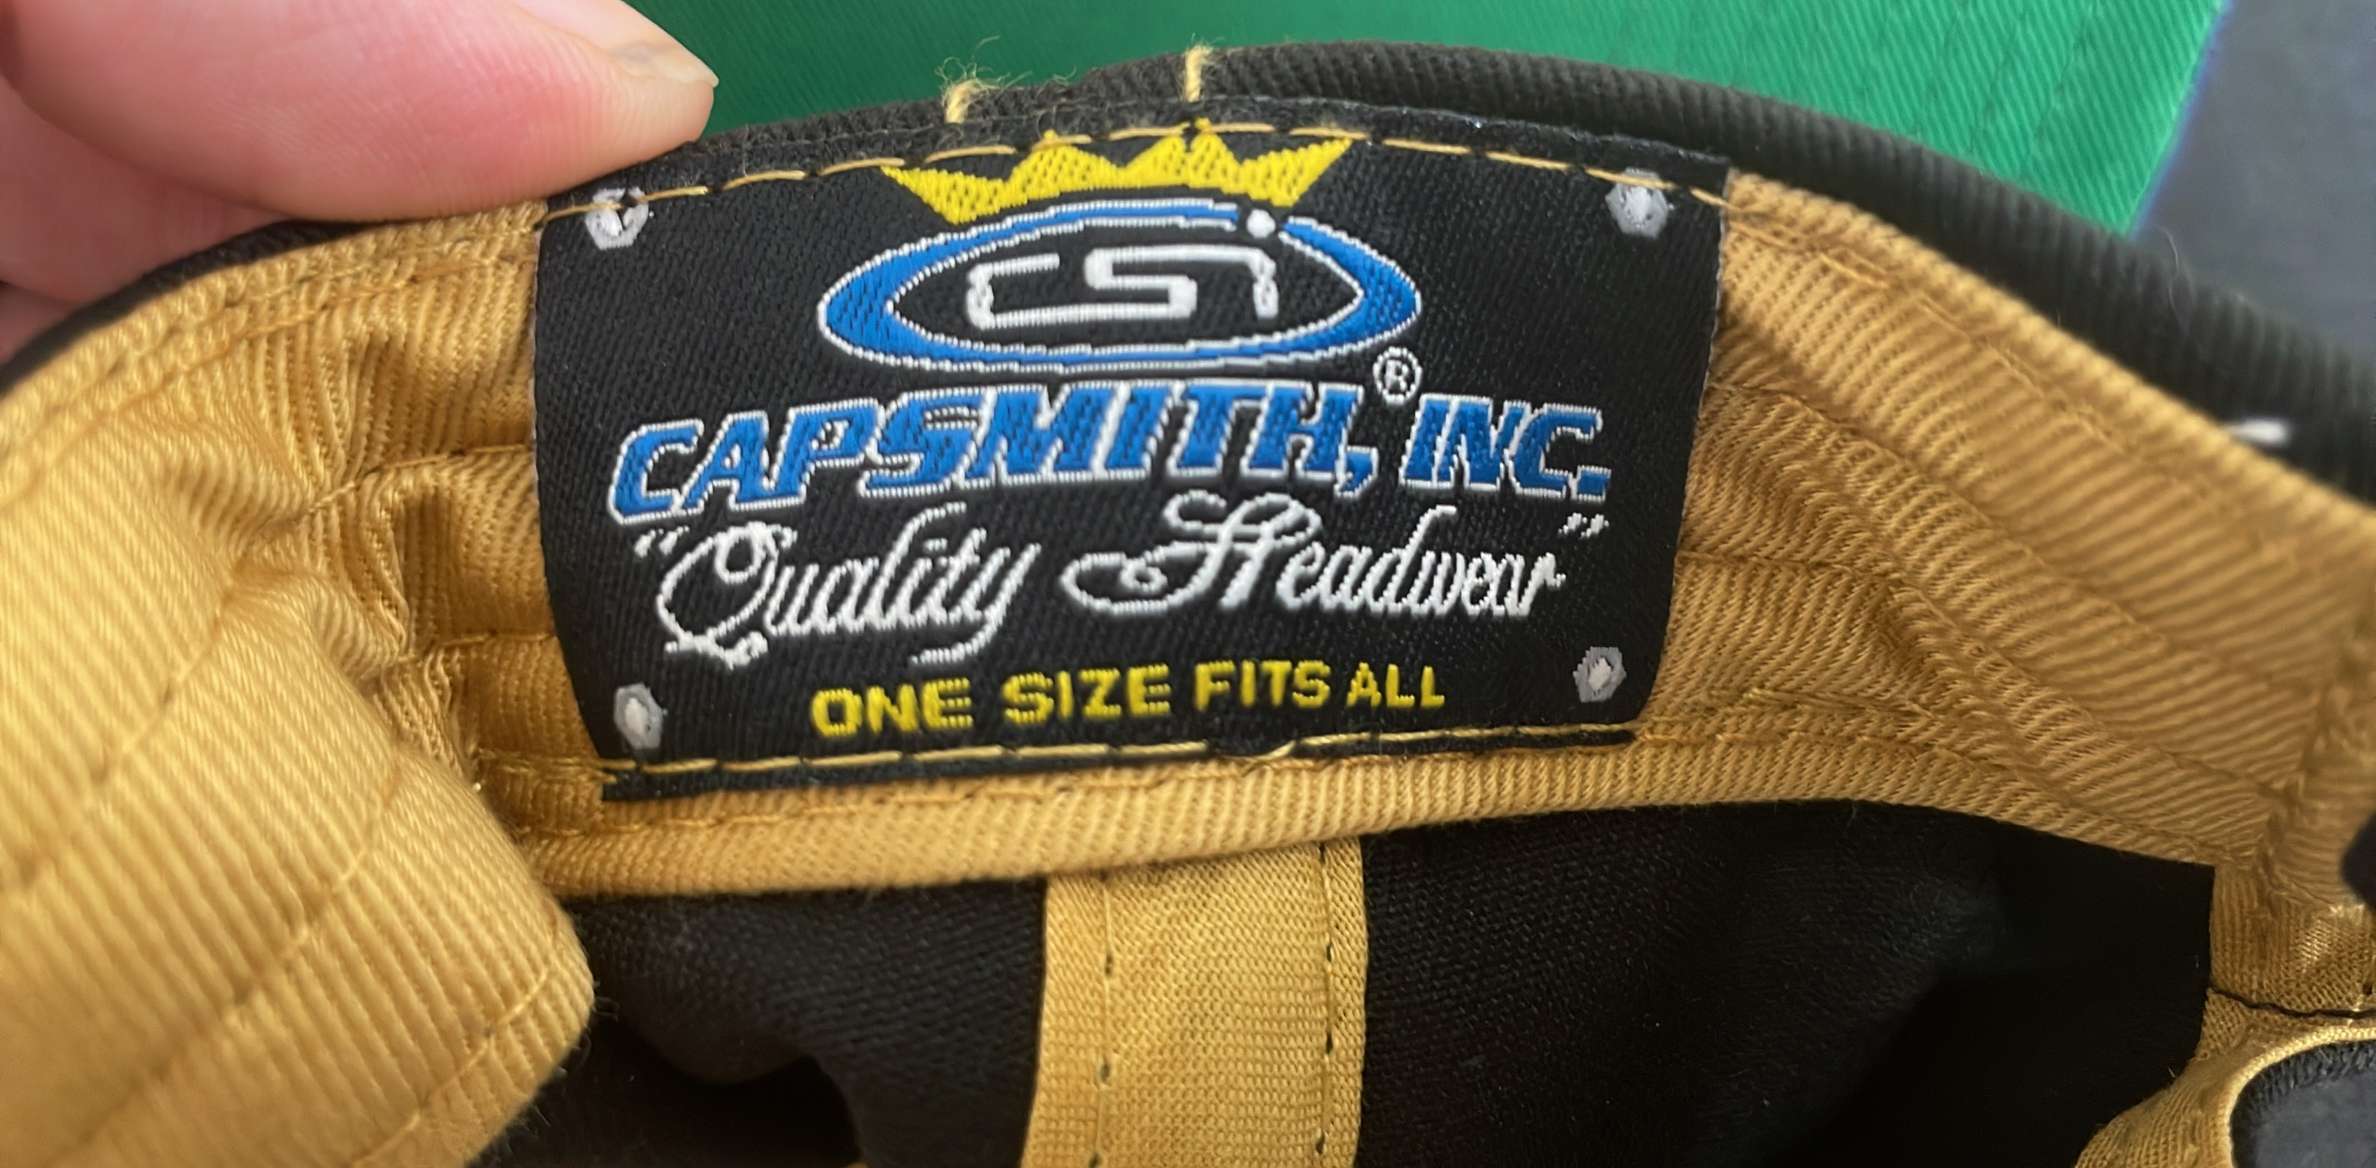 CSi
CAPSMITH, INC.®
"Quality Headwear"
ONE SIZE FITS ALL